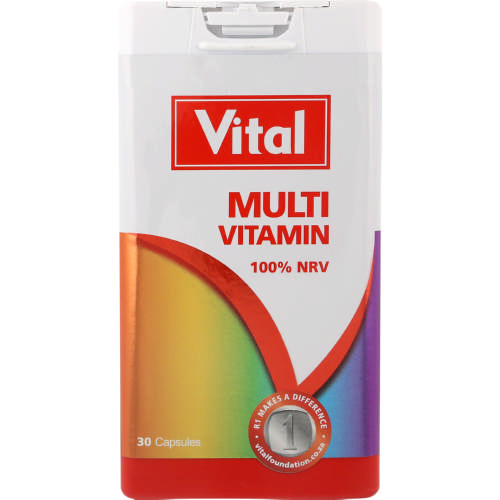 Vital
MULTI
VITAMIN
100% NRV
R1 MAKES A DIFFERENCE
1
vitalfoundation.co.za
30 Capsules